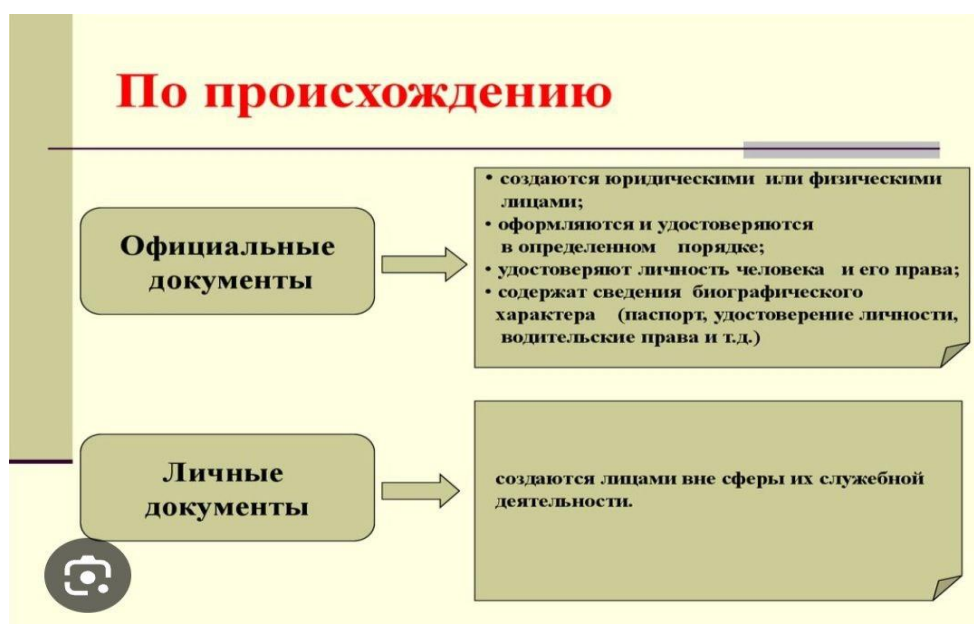 По происхождению
Официальные
документы
• создаются юридическими или физическими
лицами;
• оформляются и удостоверяются
в определенном порядке;
• удостоверяют личность человека и его права;
• содержат сведения биографического
характера (паспорт, удостоверение личности,
водительские права и т.д.)
Личные
документы
создаются лицами вне сферы их служебной
деятельности.